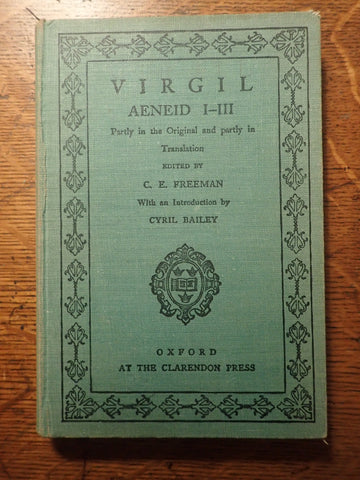 VIRGIL
AENEID I–III
Partly in the Original and partly in
Translation
EDITED BY
C. E. FREEMAN
With an Introduction by
CYRIL BAILEY
OXFORD
AT THE CLARENDON PRESS